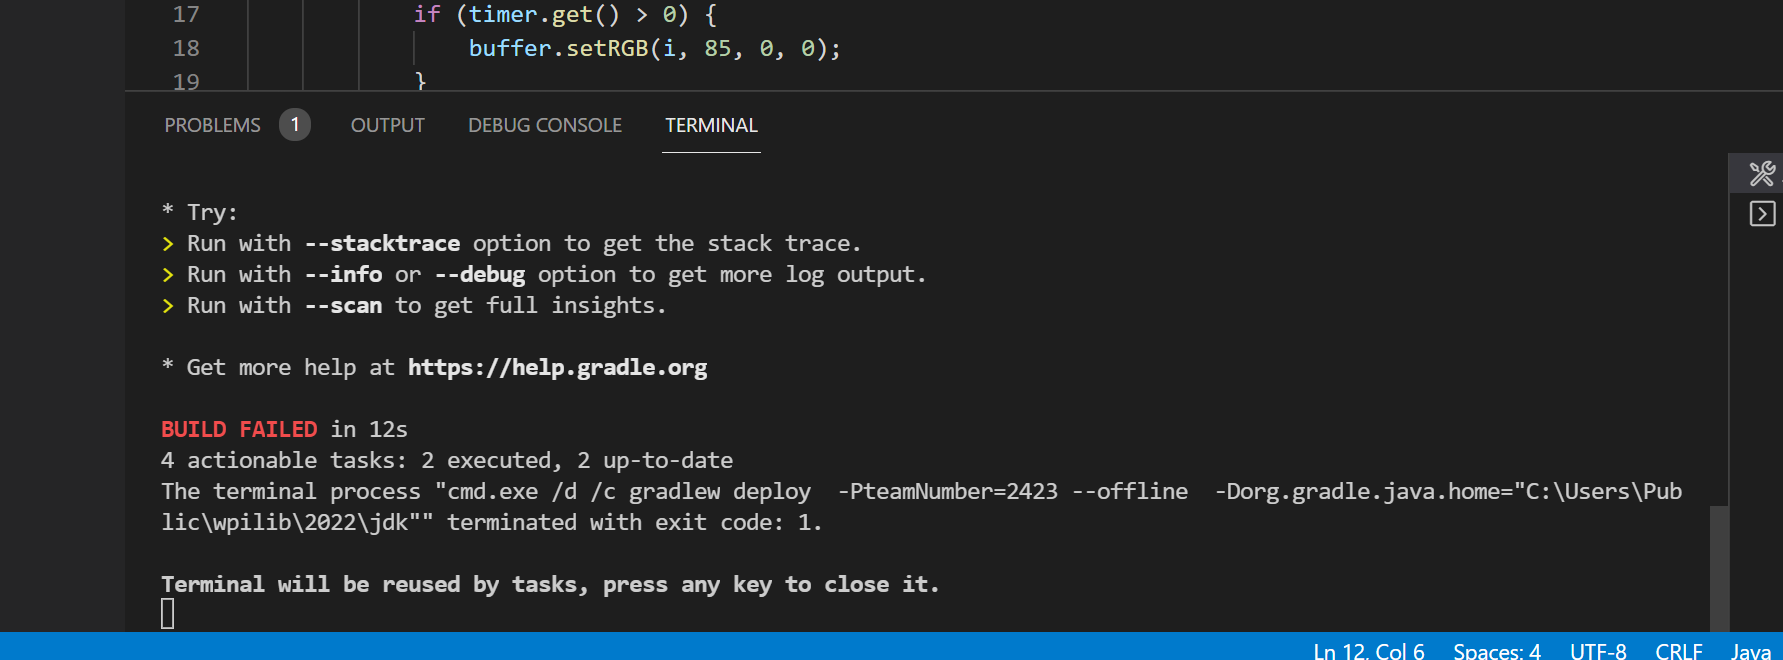 17 if (timer.get() > 0) {
18 buffer.setRGB(i, 85, 0, 0);
19 }
PROBLEMS 1 OUTPUT DEBUG CONSOLE TERMINAL
* Try:
> Run with --stacktrace option to get the stack trace.
> Run with --info or --debug option to get more log output.
> Run with --scan to get full insights.
* Get more help at https://help.gradle.org
BUILD FAILED in 12s
4 actionable tasks: 2 executed, 2 up-to-date
The terminal process "cmd.exe /d /c gradlew deploy  -PteamNumber=2423 --offline  -Dorg.gradle.java.home="C:\Users\Pub
lic\wpilib\2022\jdk"" terminated with exit code: 1.
Terminal will be reused by tasks, press any key to close it.
Ln 12, Col 6 Spaces: 4 UTF-8 CRLF Java